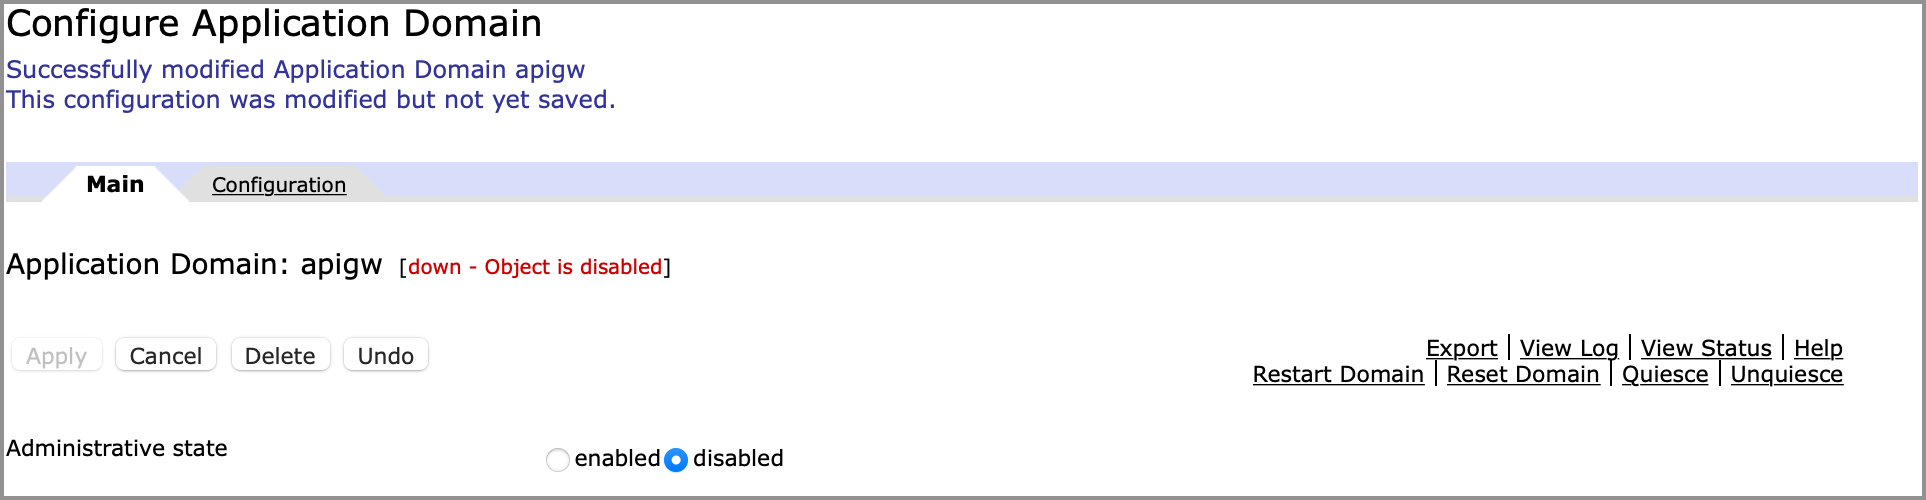 Configure Application Domain
Successfully modified Application Domain apigw
This configuration was modified but not yet saved.
Main Configuration
Application Domain: apigw [down - Object is disabled]
Apply Cancel Delete Undo
Export | View Log | View Status | Help
Restart Domain | Reset Domain | Quiesce | Unquiesce
Administrative state enabled disabled